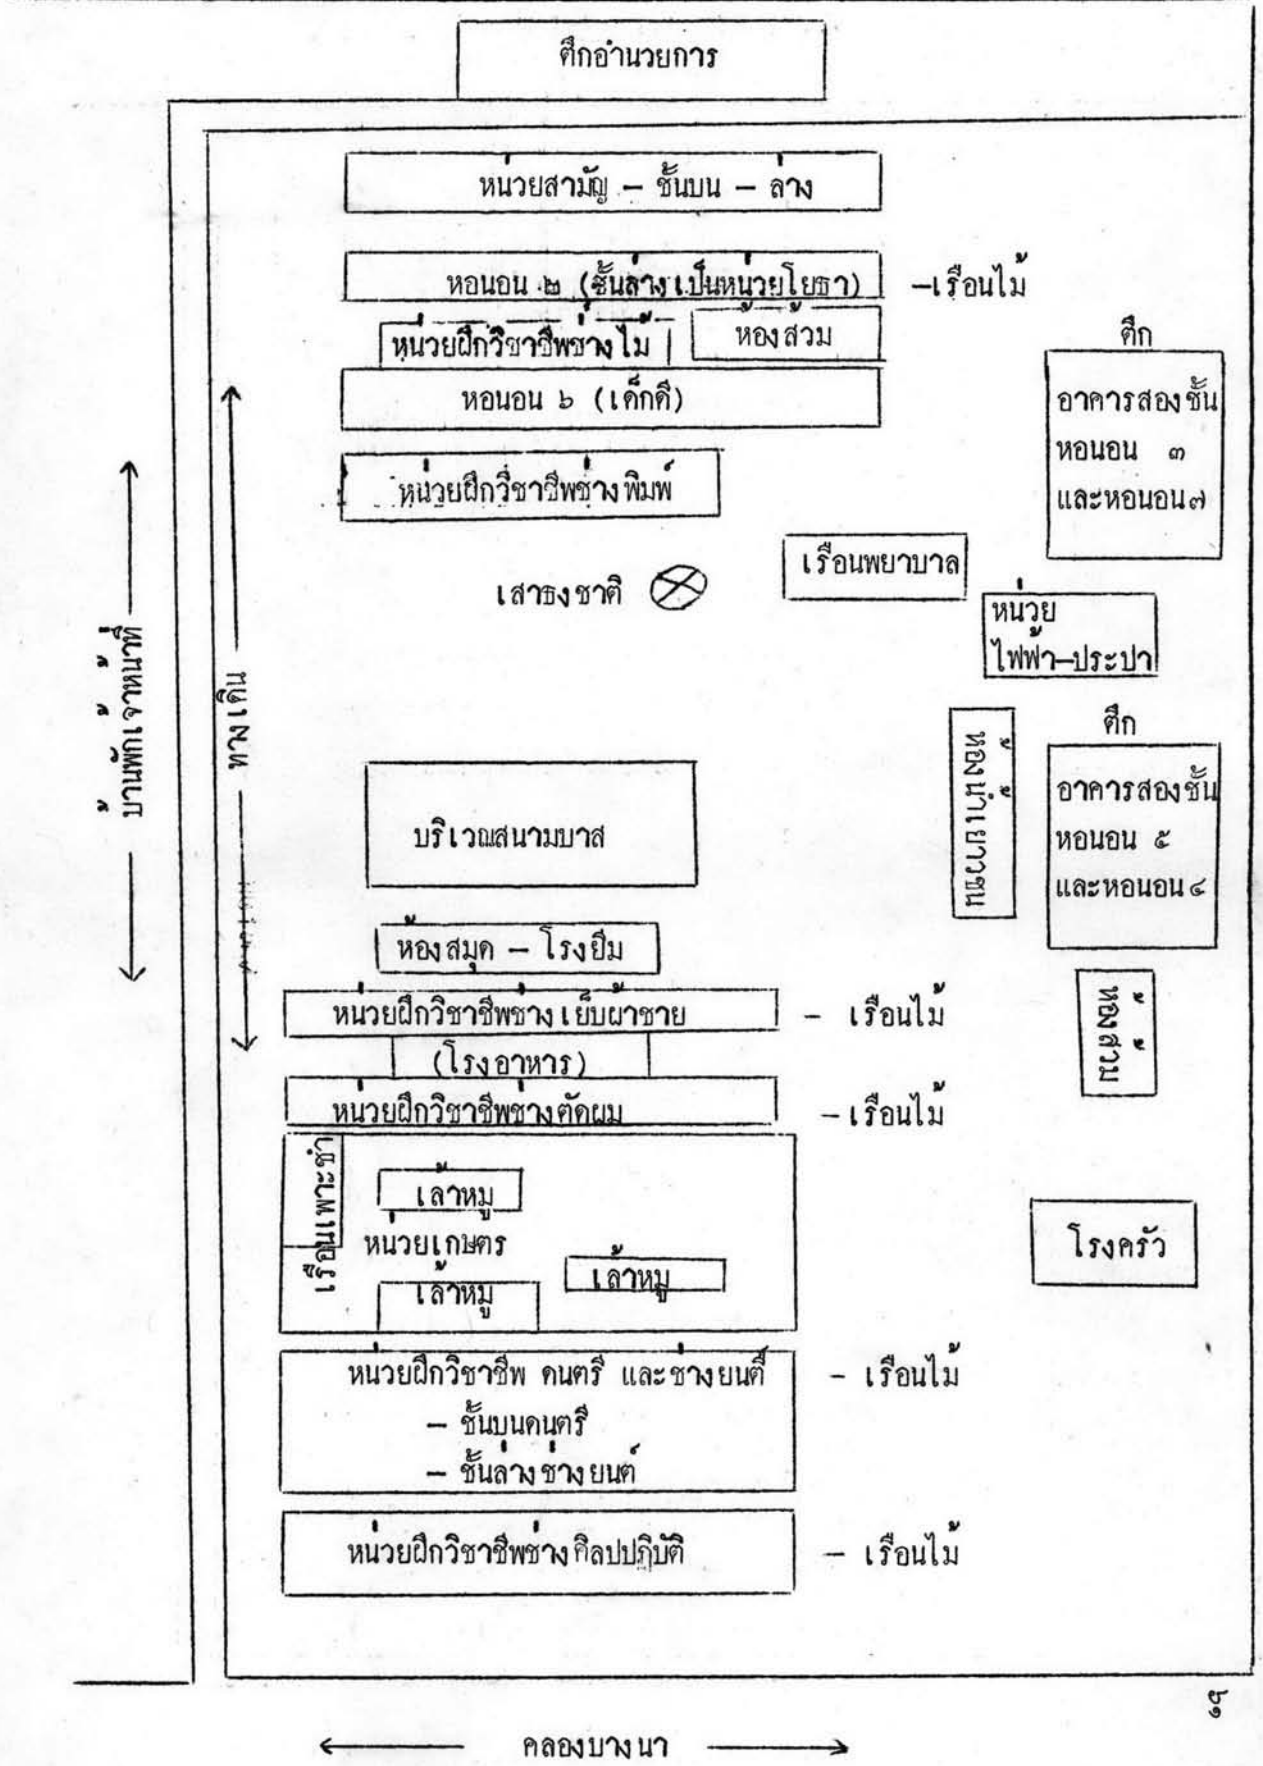 ตึกอำนวยการ
หน่วยสามัญ – ชั้นบน – ล่าง
หอนอน ๒ (ชั้นล่างเป็นหน่วยโยธา) –เรือนไม้
หน่วยฝึกวิชาชีพช่างไม้
ห้องส้วม
หอนอน ๖ (เด็กดี)
หน่วยฝึกวิชาชีพช่างพิมพ์
ตึก
อาคารสองชั้น
หอนอน ๓
และหอนอน๗
เสาธงชาติ
เรือนพยาบาล
หน่วย
ไฟฟ้า–ประปา
บ้านพักเจ้าหน้าที่
ทางเดิน
บริเวณสนามบาส
ห้องน้ำเยาวชน
ตึก
อาคารสองชั้น
หอนอน ๕
และหอนอน๔
ห้องส้วม
ห้องสมุด – โรงยิม
หน่วยฝึกวิชาชีพช่างเย็บผ้าชาย – เรือนไม้
(โรงอาหาร)
หน่วยฝึกวิชาชีพช่างตัดผม – เรือนไม้
เรือนเพาะชำ
เล้าหมู
หน่วยเกษตร
เล้าหมู
เล้าหมู
โรงครัว
หน่วยฝึกวิชาชีพ ดนตรี และช่างยนต์ – เรือนไม้
– ชั้นบนดนตรี
– ชั้นล่างช่างยนต์
หน่วยฝึกวิชาชีพช่างศิลปปฏิบัติ – เรือนไม้
คลองบางนา